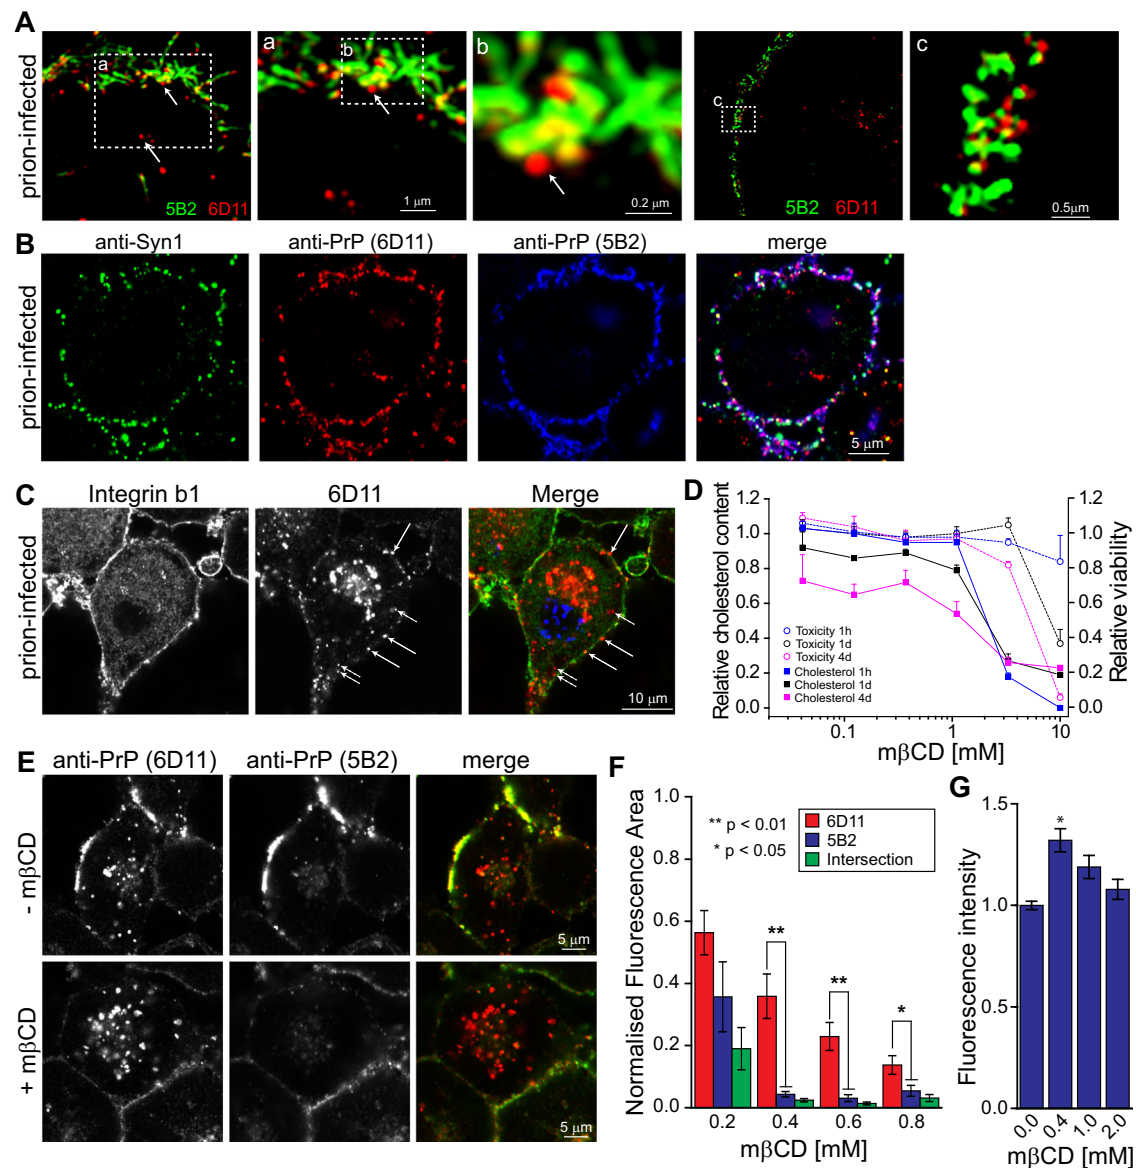 A
prion-infected
a
5B2 6D11
a
b
1 μm
b
0.2 μm
c
5B2 6D11
c
0.5μm
B
anti-Syn1 anti-PrP (6D11) anti-PrP (5B2) merge
prion-infected
5 μm
C
Integrin b1 6D11 Merge
prion-infected
10 μm
D
Relative cholesterol content
1.2
1.0
0.8
0.6
0.4
0.2
0.0
Toxicity 1h
Toxicity 1d
Toxicity 4d
Cholesterol 1h
Cholesterol 1d
Cholesterol 4d
1.2
1.0
0.8
0.6
0.4
0.2
0.0
Relative viability
0.1 1 10
mβCD [mM]
E
anti-PrP (6D11) anti-PrP (5B2) merge
- mβCD
5 μm
+ mβCD
5 μm
F
Normalised Fluorescence Area
1.0
0.8
0.6
0.4
0.2
0.0
** p < 0.01
* p < 0.05
6D11
5B2
Intersection
**
**
*
0.2 0.4 0.6 0.8
mβCD [mM]
G
Fluorescence intensity
1.5
1.0
0.5
0.0
*
0.0 0.4 1.0 2.0
mβCD [mM]